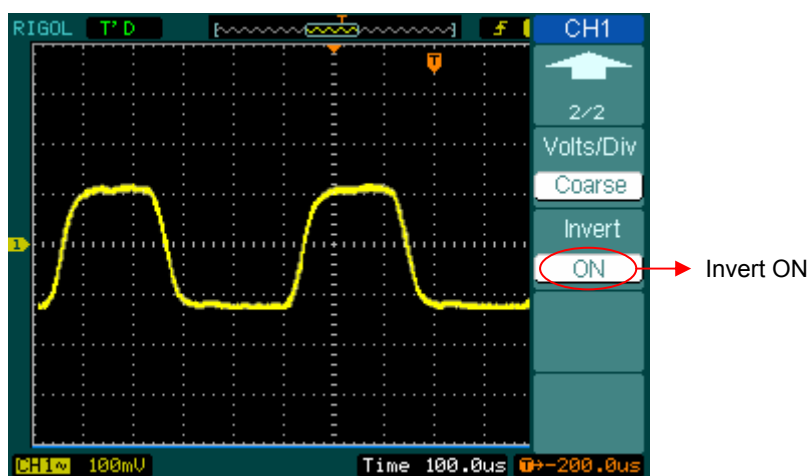 RIGOL T'D T CH1
T
2/2
Volts/Div
Coarse
Invert
1
ON Invert ON
CH1~ 100mV Time 100.0us T→-200.0us